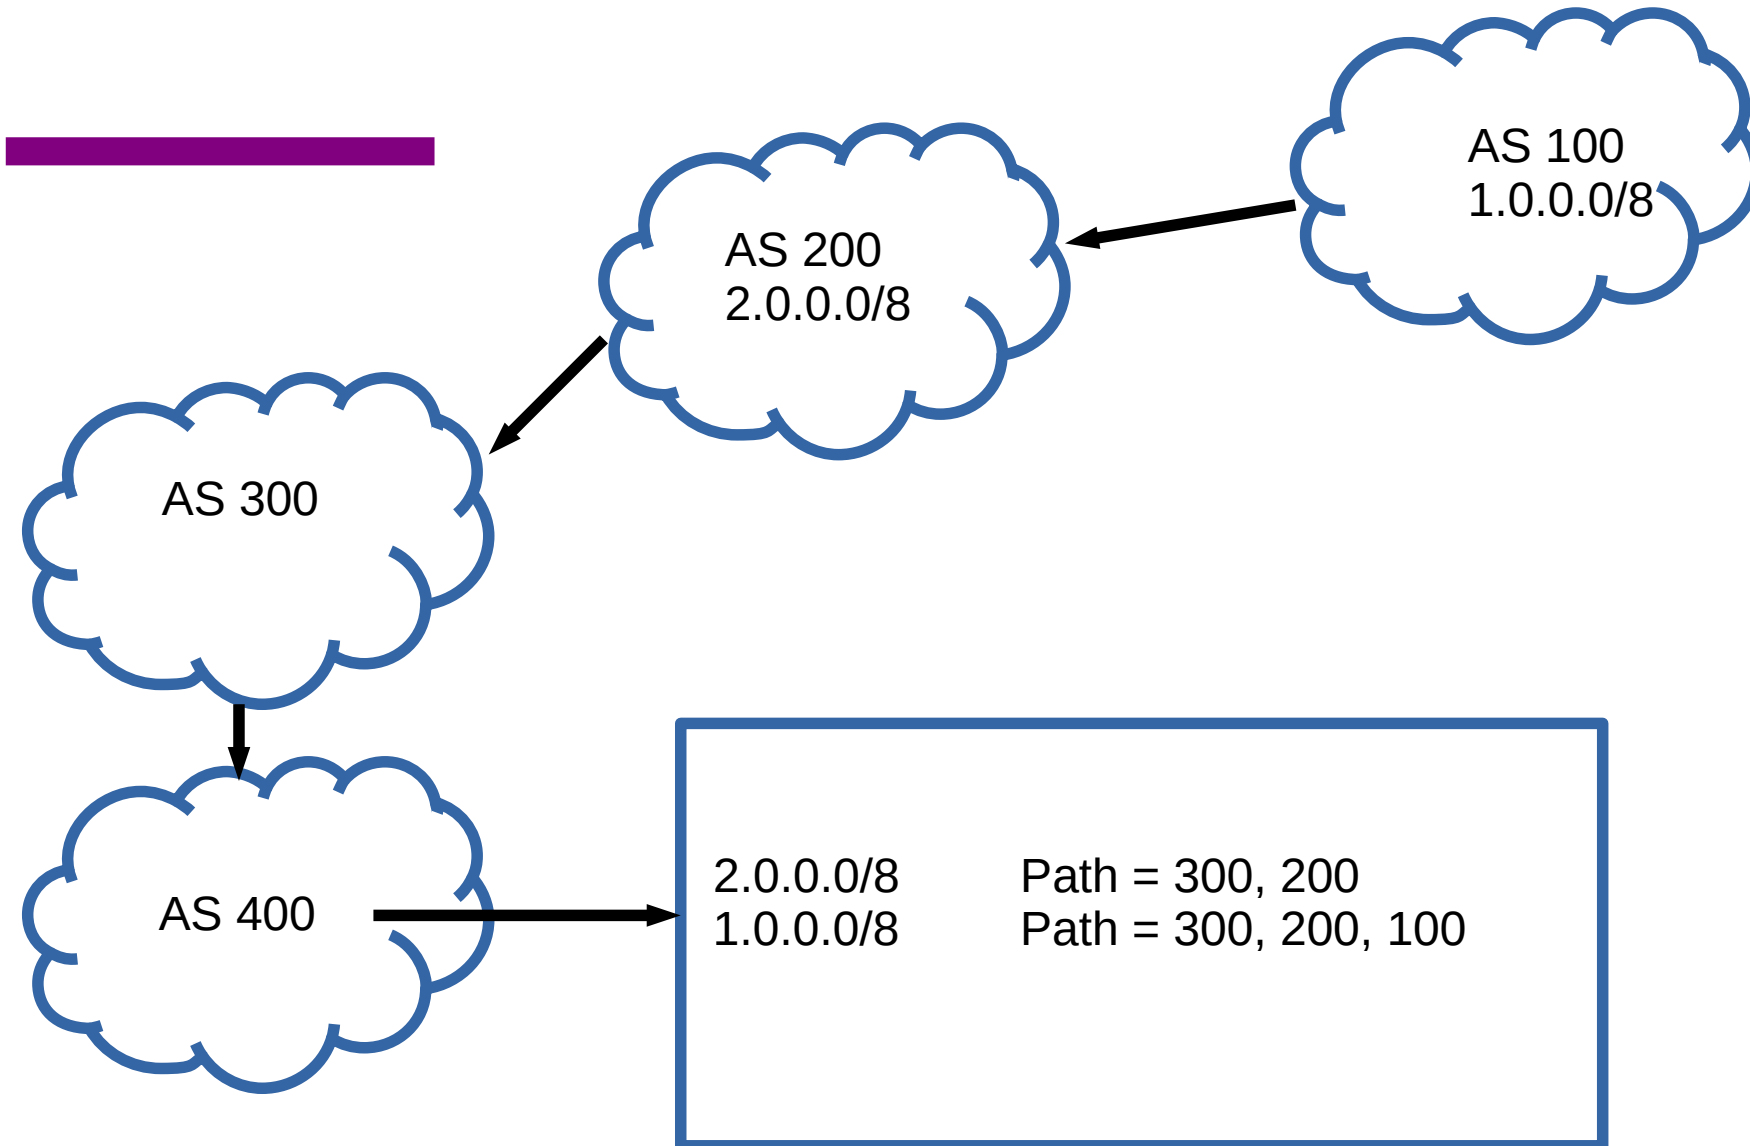 AS 100
1.0.0.0/8
AS 200
2.0.0.0/8
AS 300
AS 400
2.0.0.0/8 Path = 300, 200
1.0.0.0/8 Path = 300, 200, 100